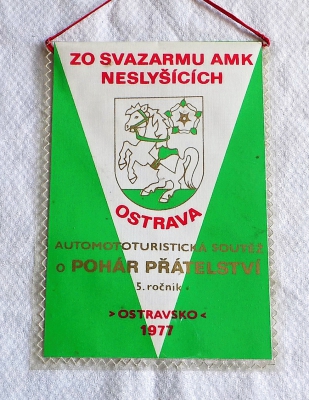 ZO SVAZARMU AMK
NESLYŠÍCÍCH
OSTRAVA
AUTOMOTOTURISTICKÁ SOUTĚŽ
o POHÁR PŘÁTELSTVÍ
5. ročník
>OSTRAVSKO<
1977